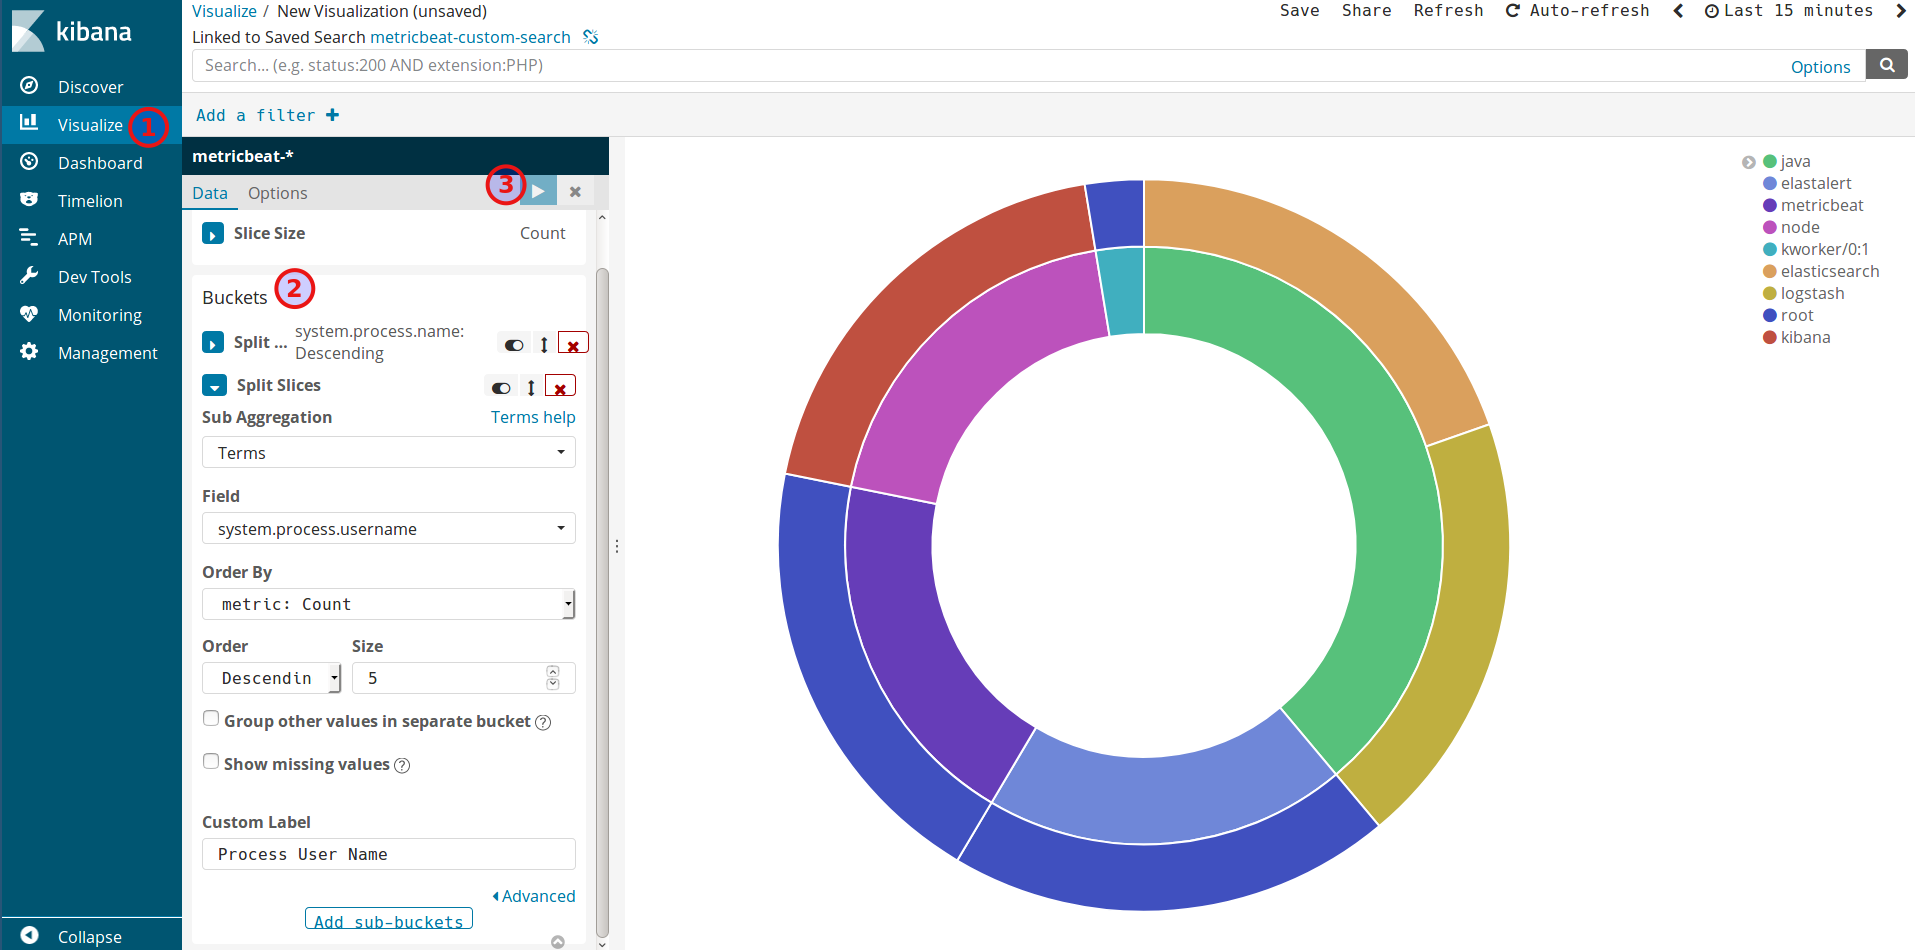 kibana
Discover
Visualize 1
Dashboard
Timelion
APM
Dev Tools
Monitoring
Management
Collapse
Visualize / New Visualization (unsaved)
Save Share Refresh Auto-refresh Last 15 minutes
Linked to Saved Search metricbeat-custom-search
Search... (e.g. status:200 AND extension:PHP)
Options
Add a filter
metricbeat-*
Data Options 3
Slice Size Count
Buckets 2
Split ... system.process.name:
Descending
Split Slices
Sub Aggregation Terms help
Terms
Field
system.process.username
Order By
metric: Count
Order Size
Descendin 5
Group other values in separate bucket ?
Show missing values ?
Custom Label
Process User Name
Advanced
Add sub-buckets
java
elastalert
metricbeat
node
kworker/0:1
elasticsearch
logstash
root
kibana